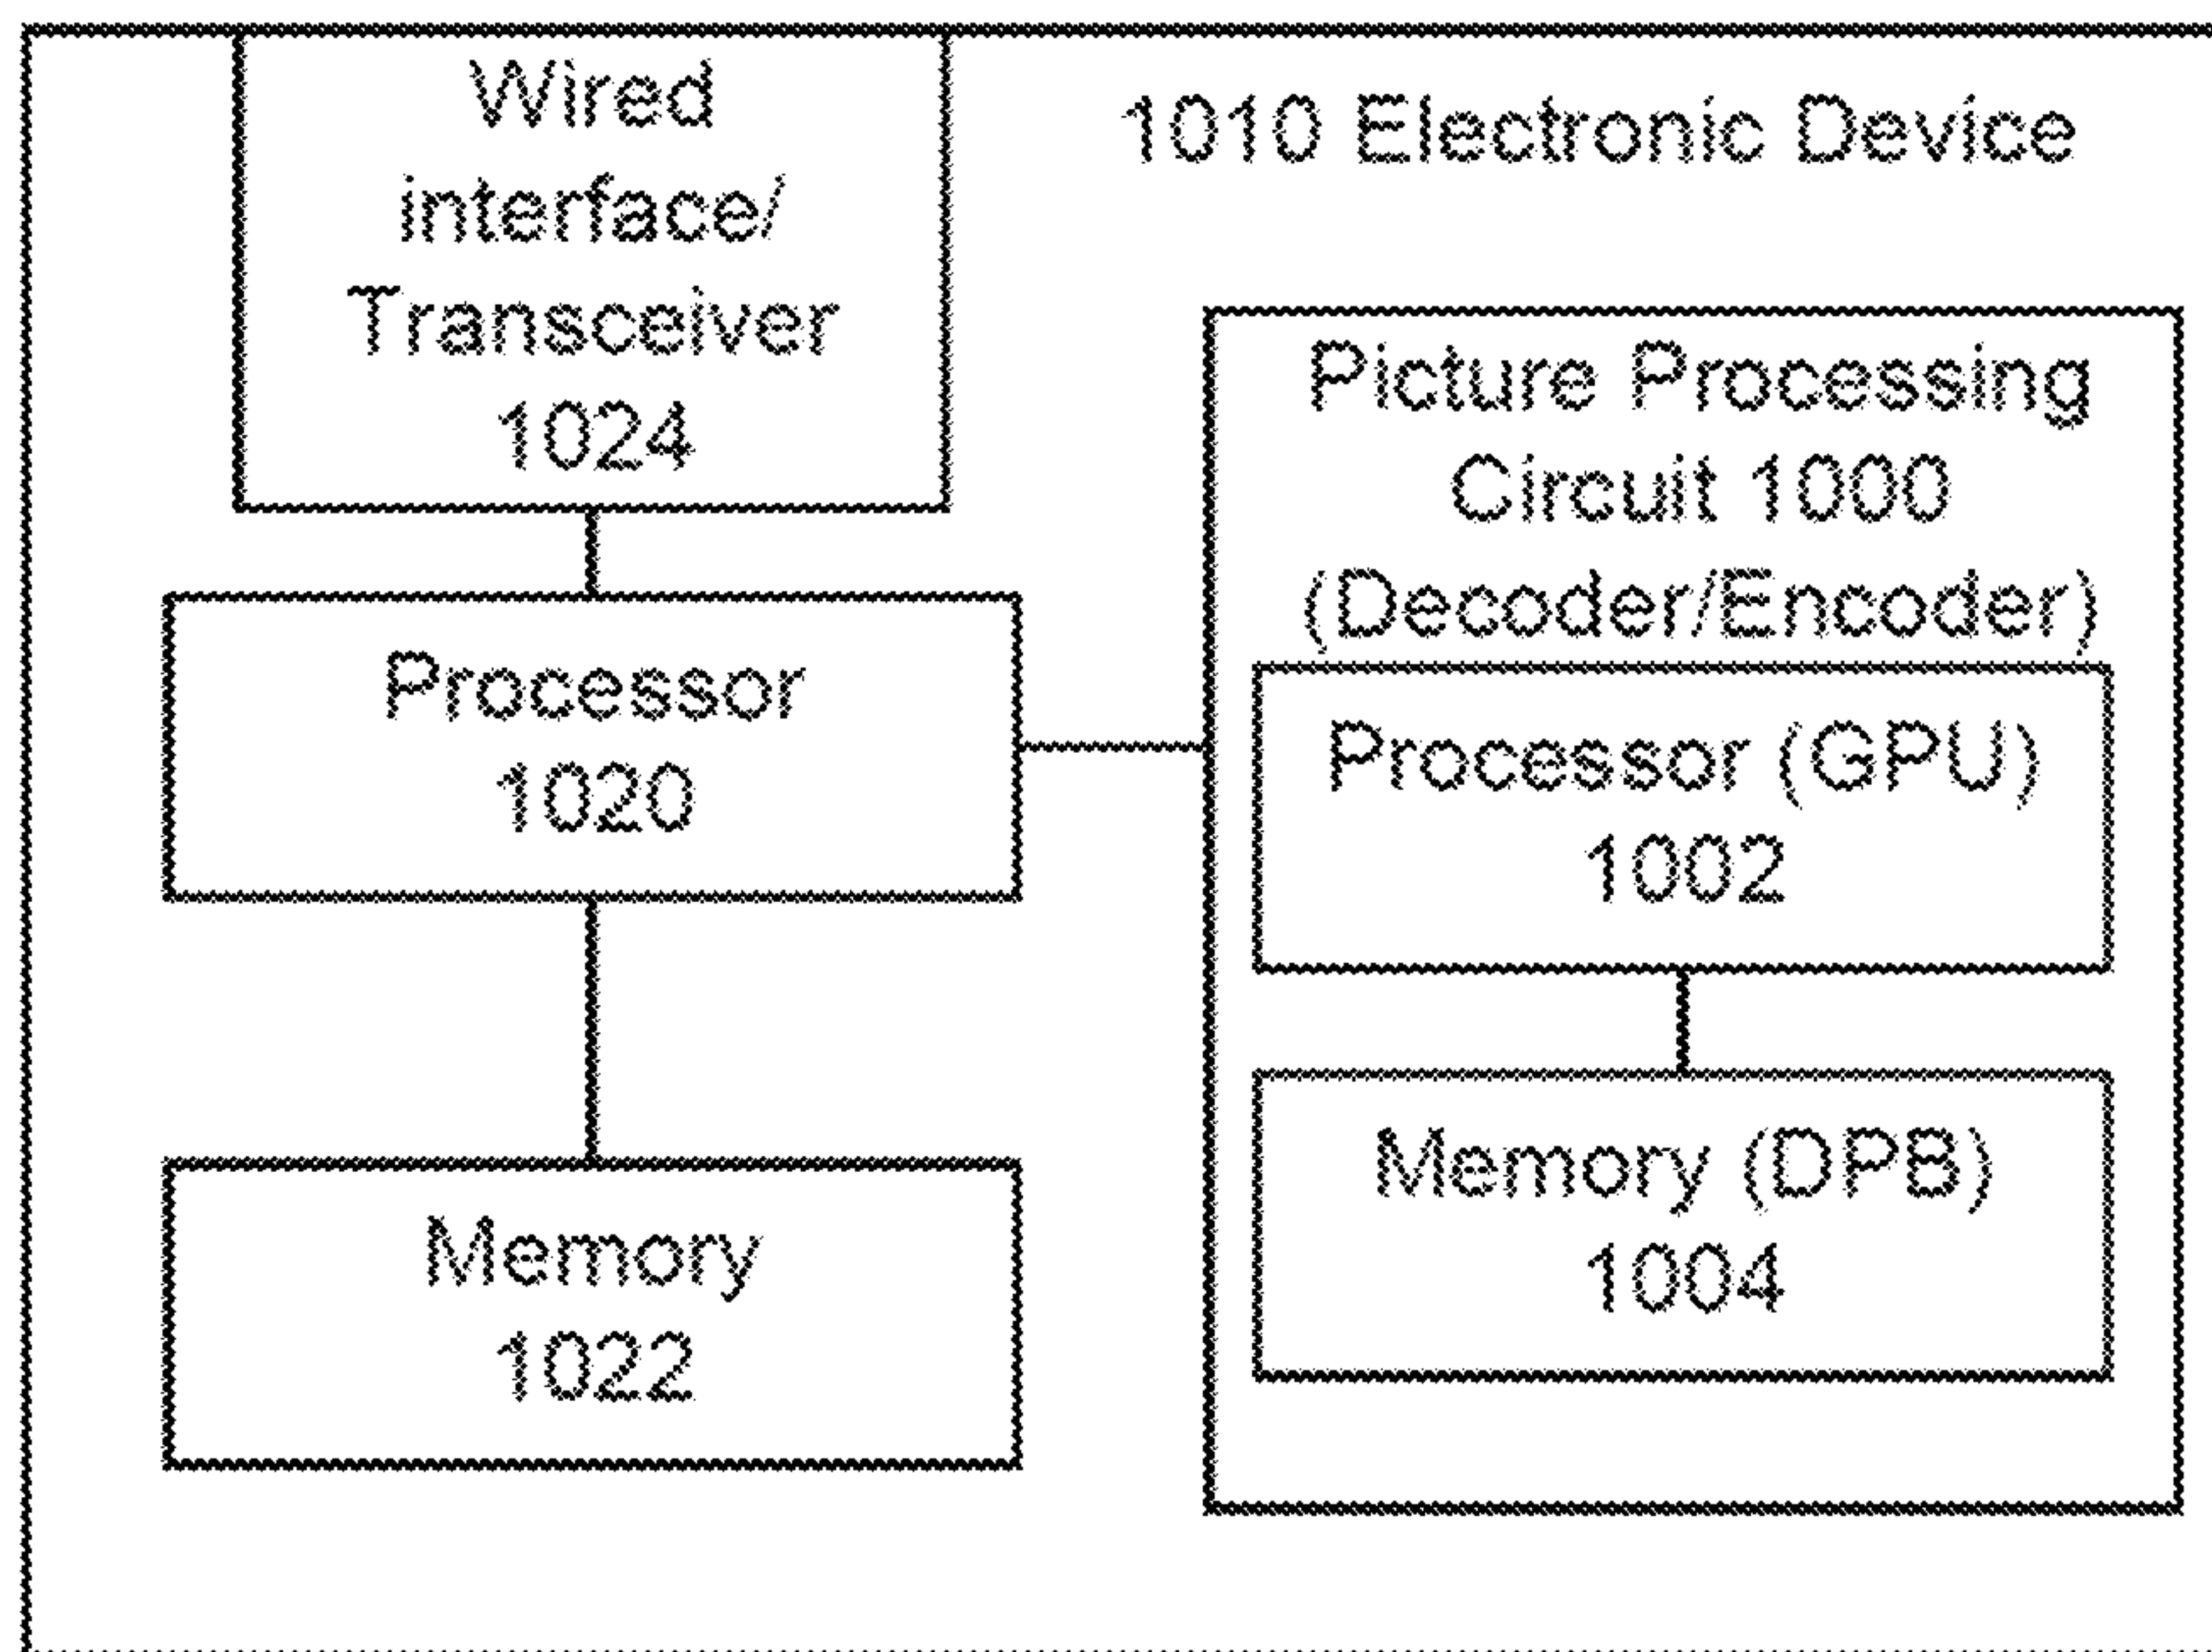 Wired
interface/
Transceiver
1024
1010 Electronic Device
Picture Processing
Circuit 1000
(Decoder/Encoder)
Processor
1020
Processor (GPU)
1002
Memory
1022
Memory (DPB)
1004